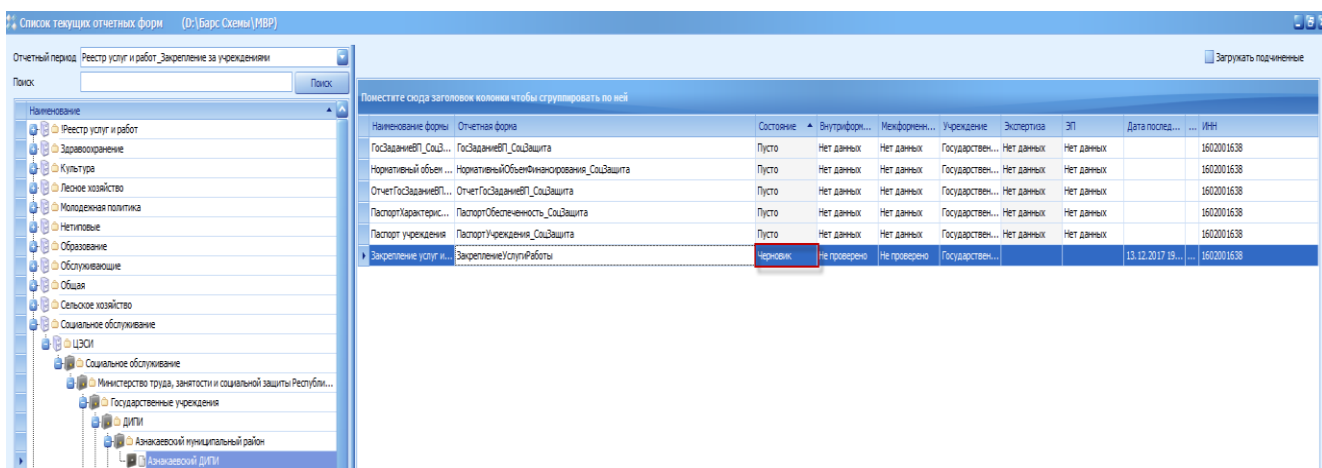 Список текущих отчетных форм (D:\Барс Схемы\МВР)
Отчетный период Реестр услуг и работ_Закрепление за учреждениями
Загружать подчиненные
Поиск Поиск
Поместите сюда заголовок колонки чтобы сгруппировать по ней
Наименование
!Реестр услуг и работ
Здравоохранение
Культура
Лесное хозяйство
Молодежная политика
Нетиповые
Образование
Обслуживающие
Общая
Сельское хозяйство
Социальное обслуживание
ЦЭСИ
Социальное обслуживание
Министерство труда, занятости и социальной защиты Республи...
Государственные учреждения
ДИПИ
Азнакаевский муниципальный район
Азнакаевский ДИПИ
Наименование формы Отчетная форма Состояние Внутриформ... Межформенн... Учреждение Экспертиза ЭП Дата послед... ... ИНН
ГосЗаданиеВП_СоцЗ... ГосЗаданиеВП_СоцЗащита Пусто Нет данных Нет данных Государствен... Нет данных Нет данных 1602001638
Нормативный объем ... НормативныйОбъемФинансирования_СоцЗащита Пусто Нет данных Нет данных Государствен... Нет данных Нет данных 1602001638
ОтчетГосЗаданиеВП... ОтчетГосЗаданиеВП_СоцЗащита Пусто Нет данных Нет данных Государствен... Нет данных Нет данных 1602001638
ПаспортХарактерис... ПаспортОбеспеченность_СоцЗащита Пусто Нет данных Нет данных Государствен... Нет данных Нет данных 1602001638
Паспорт учреждения ПаспортУчреждения_СоцЗащита Пусто Нет данных Нет данных Государствен... Нет данных Нет данных 1602001638
Закрепление услуг и... ЗакреплениеУслугиРаботы Черновик Не проверено Не проверено Государствен... 13.12.2017 19... ... 1602001638